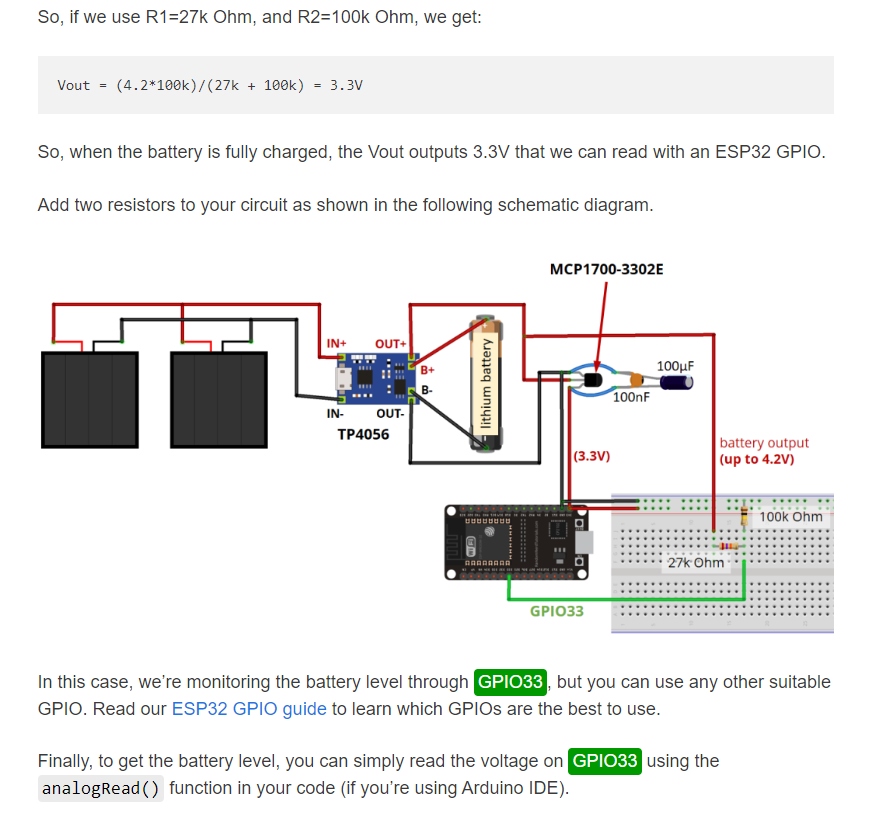 So, if we use R1=27k Ohm, and R2=100k Ohm, we get:
Vout = (4.2*100k)/(27k + 100k) = 3.3V
So, when the battery is fully charged, the Vout outputs 3.3V that we can read with an ESP32 GPIO.
Add two resistors to your circuit as shown in the following schematic diagram.
MCP1700-3302E
IN+
OUT+
B+
B-
IN-
OUT-
TP4056
lithium battery
100µF
100nF
(3.3V)
battery output
(up to 4.2V)
100k Ohm
27k Ohm
WiFi
GPIO33
In this case, we’re monitoring the battery level through GPIO33, but you can use any other suitable
GPIO. Read our ESP32 GPIO guide to learn which GPIOs are the best to use.
Finally, to get the battery level, you can simply read the voltage on GPIO33 using the
analogRead() function in your code (if you’re using Arduino IDE).